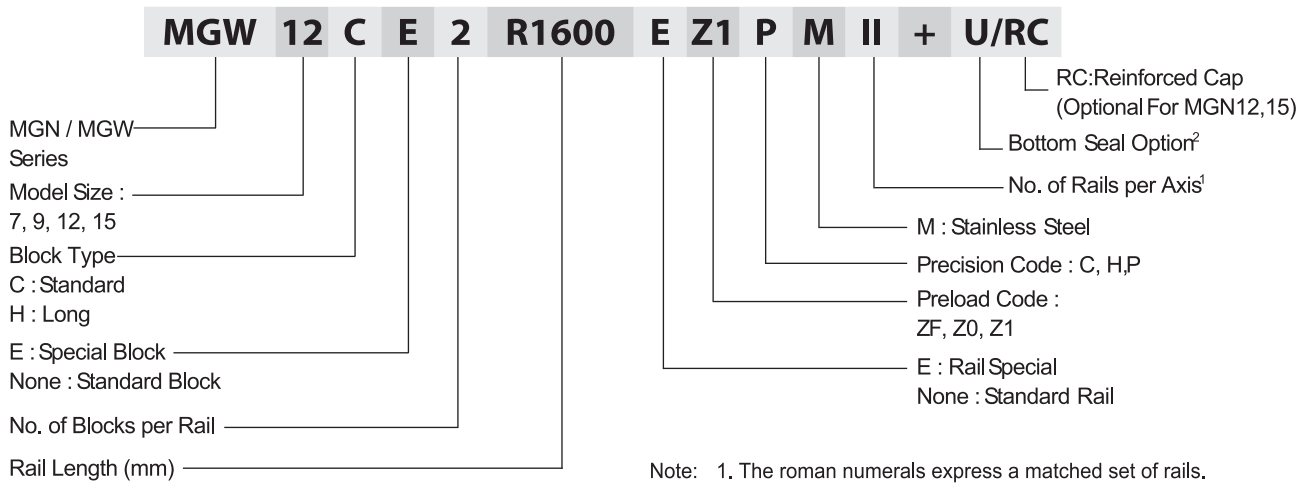 MGW 12 C E 2 R1600 E Z1 P M II + U/RC
MGN / MGW
Series
Model Size :
7, 9, 12, 15
Block Type
C : Standard
H : Long
E : Special Block
None : Standard Block
No. of Blocks per Rail
Rail Length (mm)
RC:Reinforced Cap
(Optional For MGN12,15)
Bottom Seal Option²
No. of Rails per Axis¹
M : Stainless Steel
Precision Code : C, H,P
Preload Code :
ZF, Z0, Z1
E : Rail Special
None : Standard Rail
Note: 1. The roman numerals express a matched set of rails.